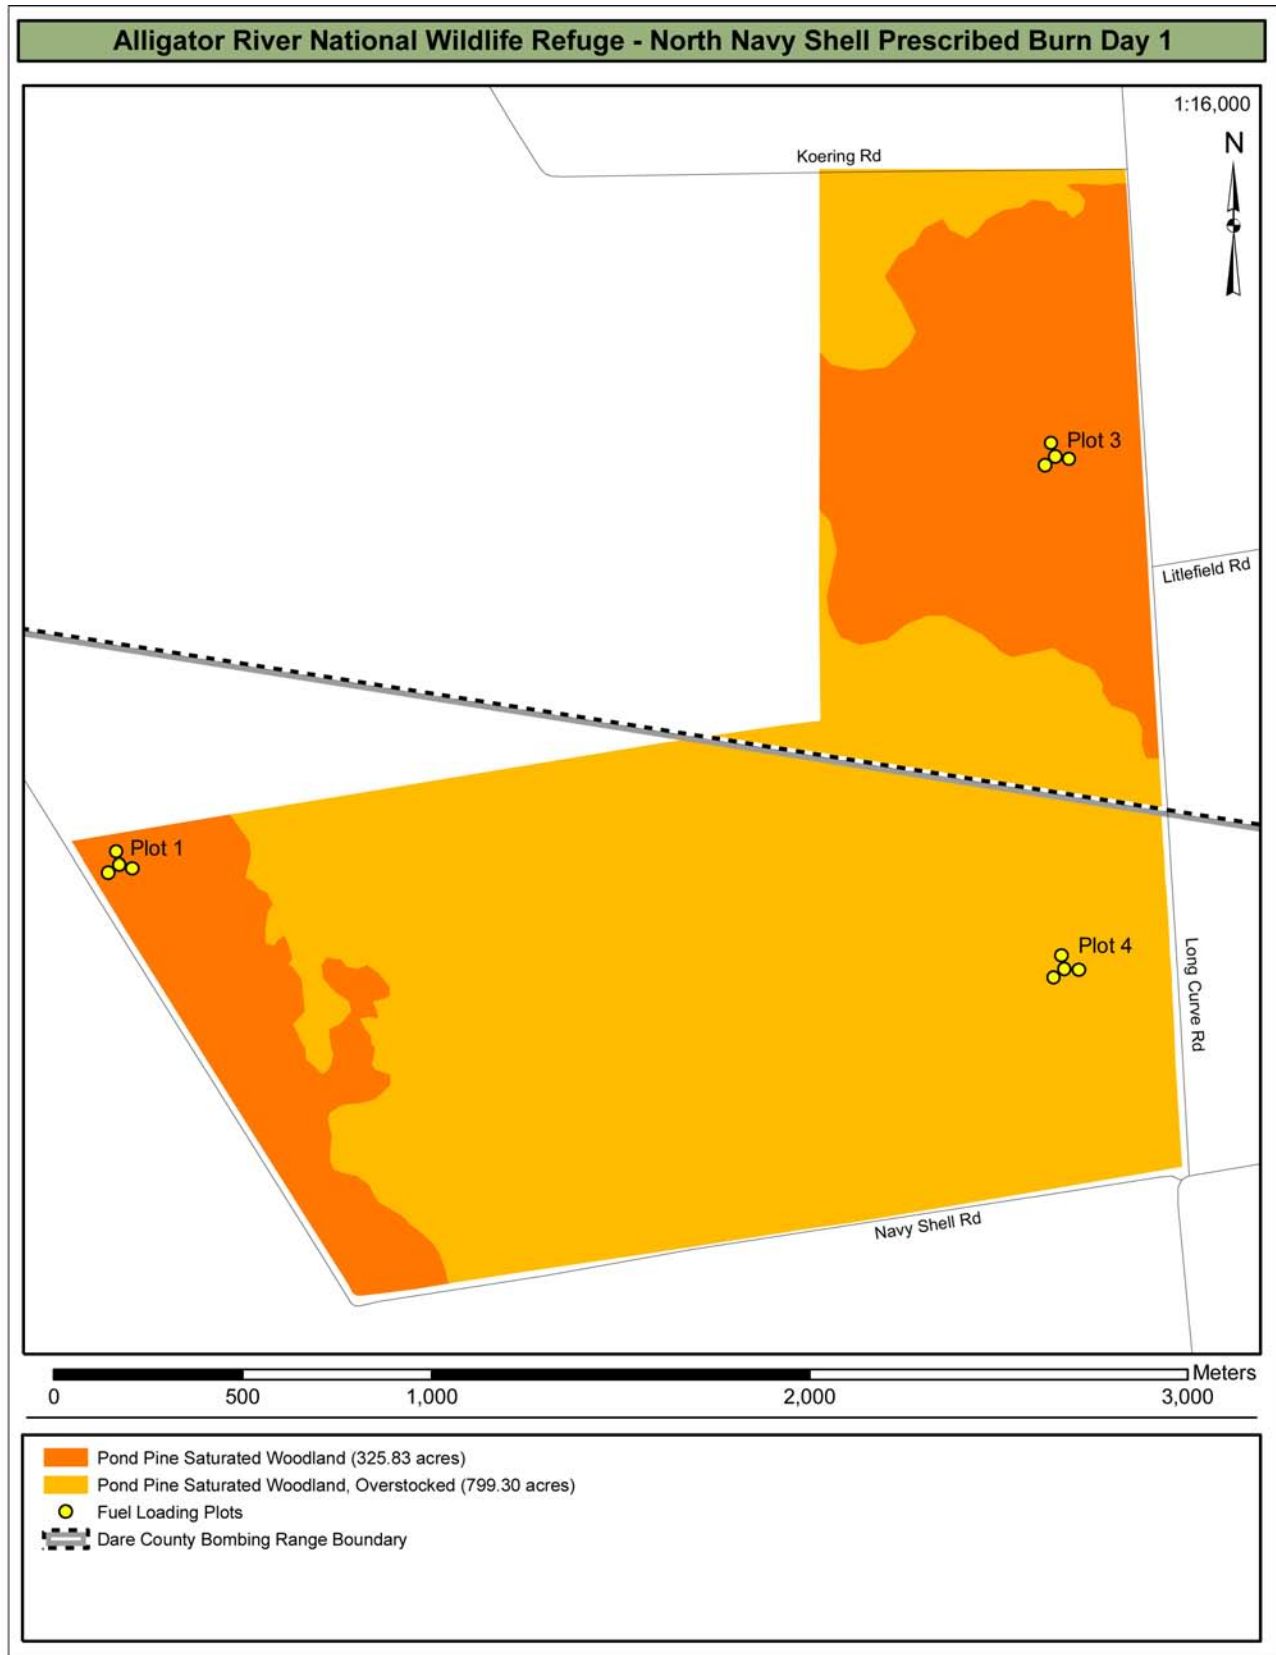 Alligator River National Wildlife Refuge - North Navy Shell Prescribed Burn Day 1
1:16,000
N
Koering Rd
Plot 3
Litlefield Rd
Plot 1
Plot 4
Long Curve Rd
Navy Shell Rd
Meters
0 500 1,000 2,000 3,000
Pond Pine Saturated Woodland (325.83 acres)
Pond Pine Saturated Woodland, Overstocked (799.30 acres)
Fuel Loading Plots
Dare County Bombing Range Boundary